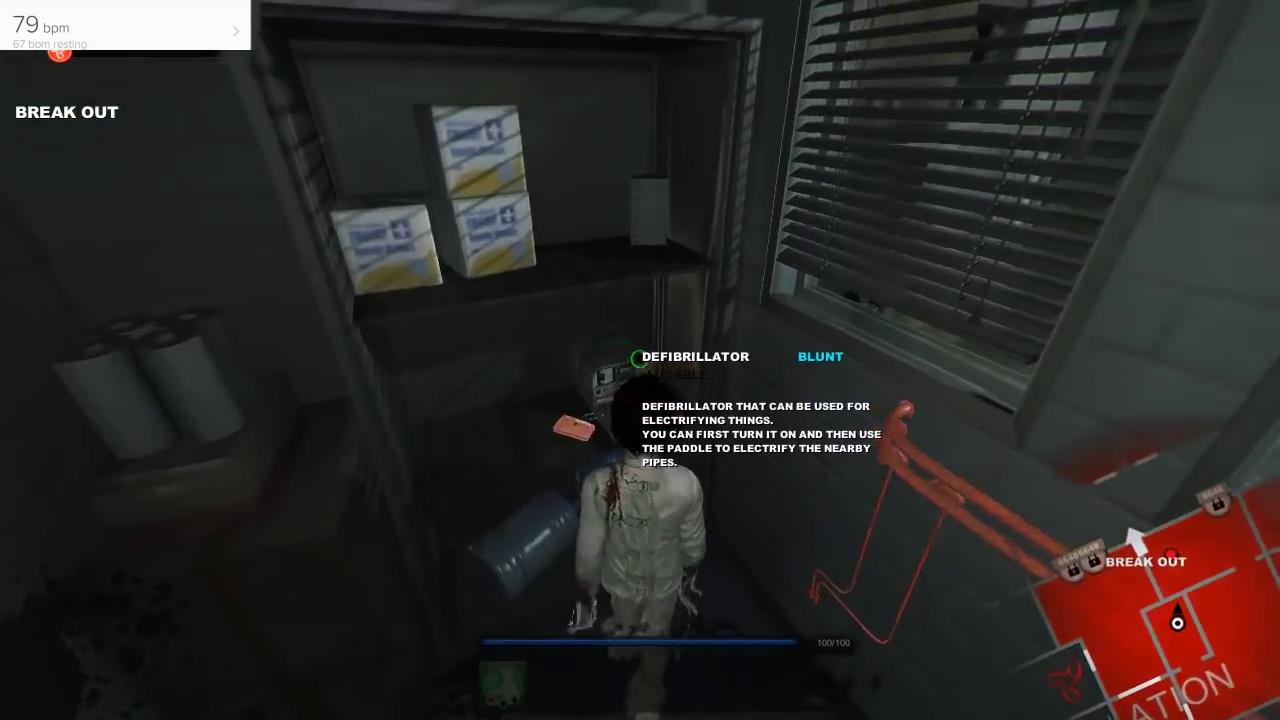 79 bpm
67 bpm resting
BREAK OUT
DEFIBRILLATOR BLUNT
DEFIBRILLATOR THAT CAN BE USED FOR
ELECTRIFYING THINGS.
YOU CAN FIRST TURN IT ON AND THEN USE
THE PADDLE TO ELECTRIFY THE NEARBY
PIPES.
BREAK OUT
100/100
ATION